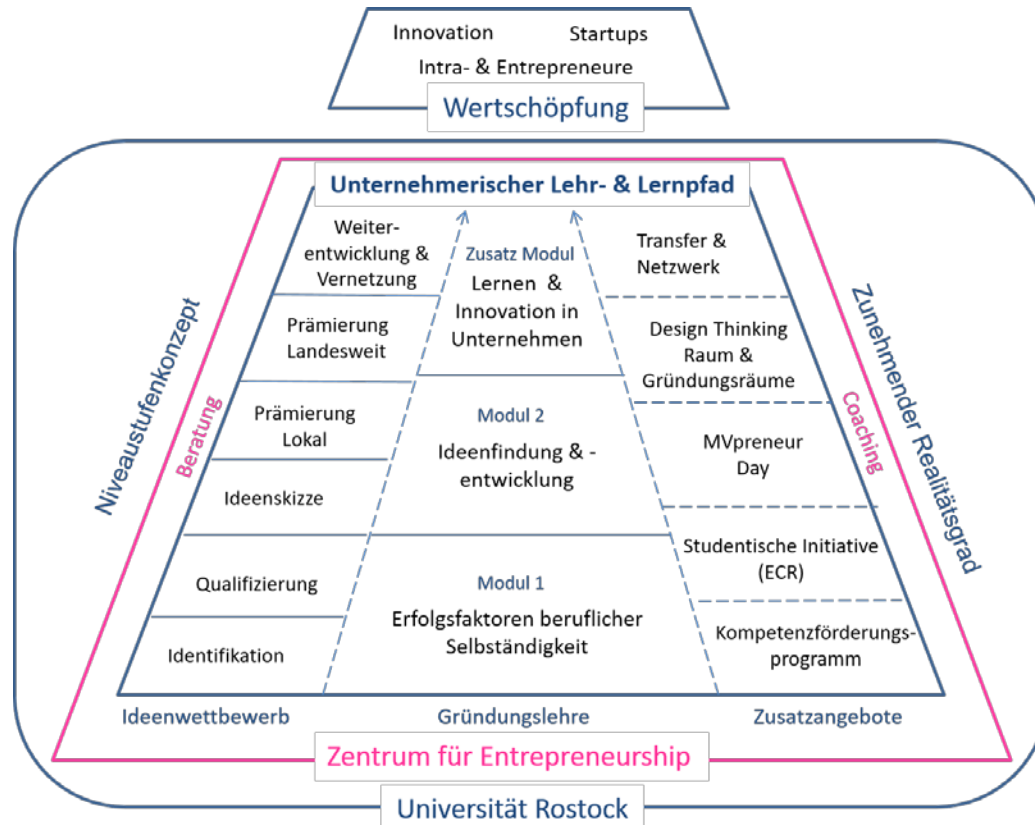 Innovation
Startups
Intra- & Entrepreneure
Wertschöpfung
Unternehmerischer Lehr- & Lernpfad
Niveaustufenkonzept
Beratung
Weiter-
entwicklung &
Vernetzung
Prämierung
Landesweit
Prämierung
Lokal
Ideenskizze
Qualifizierung
Identifikation
Ideenwettbewerb
Zusatz Modul
Lernen &
Innovation in
Unternehmen
Modul 2
Ideenfindung & -
entwicklung
Modul 1
Erfolgsfaktoren beruflicher
Selbständigkeit
Gründungslehre
Transfer &
Netzwerk
Design Thinking
Raum &
Gründungsräume
MVpreneur
Day
Studentische Initiative
(ECR)
Kompetenzförderungs-
programm
Zusatzangebote
Coaching
Zunehmender Realitätsgrad
Zentrum für Entrepreneurship
Universität Rostock